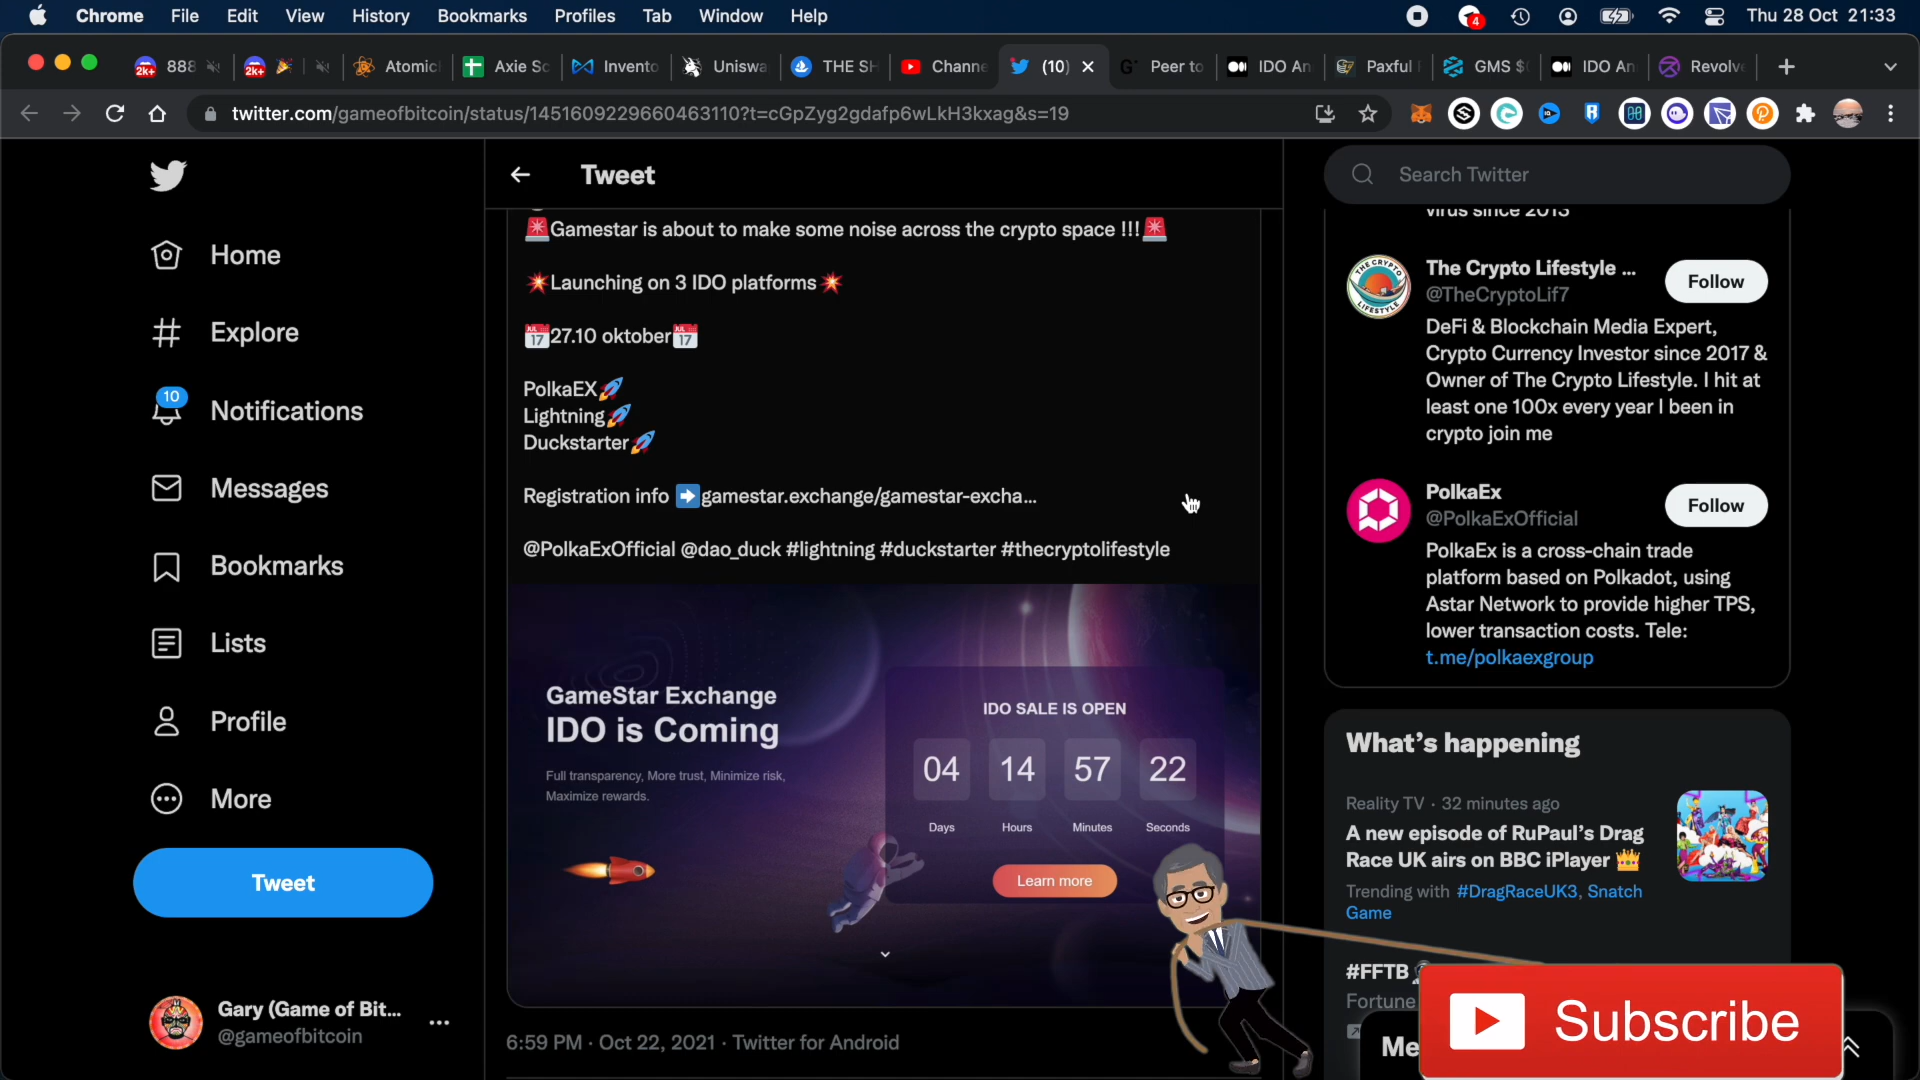 Chrome File Edit View History Bookmarks Profiles Tab Window Help
4
Thu 28 Oct 21:33
2k+ 888
2k+
Atomic
Axie Sc
Invento
Uniswa
THE SH
Channe
(10)
Peer to
IDO An
Paxful
GMS $
IDO An
Revolv
twitter.com/gameofbitcoin/status/1451609229660463110?t=cGpZyg2gdafp6wLkH3kxag&s=19
Home
Explore
10
Notifications
Messages
Bookmarks
Lists
Profile
More
Tweet
Gary (Game of Bit...
@gameofbitcoin
Tweet
🚨Gamestar is about to make some noise across the crypto space !!!🚨
💥Launching on 3 IDO platforms💥
📅27.10 oktober📅
PolkaEX🚀
Lightning🚀
Duckstarter🚀
Registration info ➡️gamestar.exchange/gamestar-excha...
@PolkaExOfficial @dao_duck #lightning #duckstarter #thecryptolifestyle
GameStar Exchange
IDO is Coming
Full transparency, More trust, Minimize risk,
Maximize rewards.
IDO SALE IS OPEN
04 14 57 22
Days Hours Minutes Seconds
Learn more
6:59 PM · Oct 22, 2021 · Twitter for Android
Search Twitter
virus since 2013
THE CRYPTO LIFESTYLE
The Crypto Lifestyle ...
@TheCryptoLif7
Follow
DeFi & Blockchain Media Expert,
Crypto Currency Investor since 2017 &
Owner of The Crypto Lifestyle. I hit at
least one 100x every year I been in
crypto join me
PolkaEx
@PolkaExOfficial
Follow
PolkaEx is a cross-chain trade
platform based on Polkadot, using
Astar Network to provide higher TPS,
lower transaction costs. Tele:
t.me/polkaexgroup
What's happening
Reality TV · 32 minutes ago
A new episode of RuPaul's Drag
Race UK airs on BBC iPlayer 👑
Trending with #DragRaceUK3, Snatch
Game
#FFTB
Fortune
Me
Subscribe